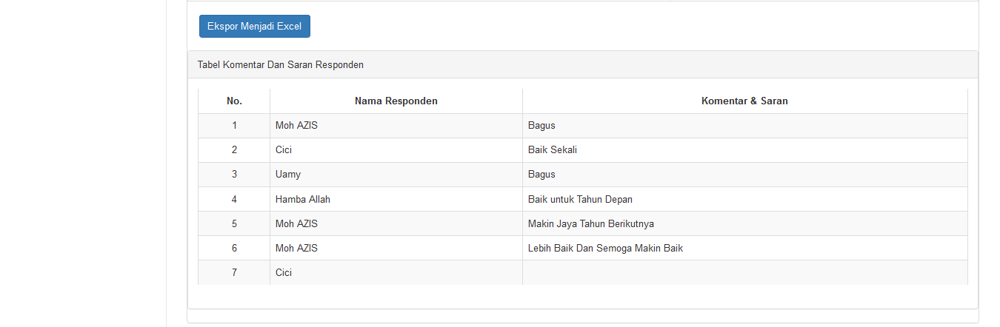 Ekspor Menjadi Excel
Tabel Komentar Dan Saran Responden
No. Nama Responden Komentar & Saran
1 Moh AZIS Bagus
2 Cici Baik Sekali
3 Uamy Bagus
4 Hamba Allah Baik untuk Tahun Depan
5 Moh AZIS Makin Jaya Tahun Berikutnya
6 Moh AZIS Lebih Baik Dan Semoga Makin Baik
7 Cici